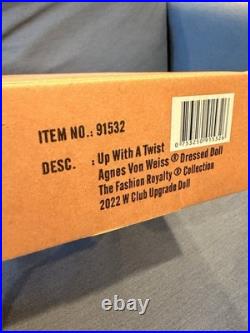 ITEM NO.: 91532
DESC. : Up With A Twist
Agnes Von Weiss ® Dressed Doll
The Fashion Royalty ® Collection
2022 W Club Upgrade Doll